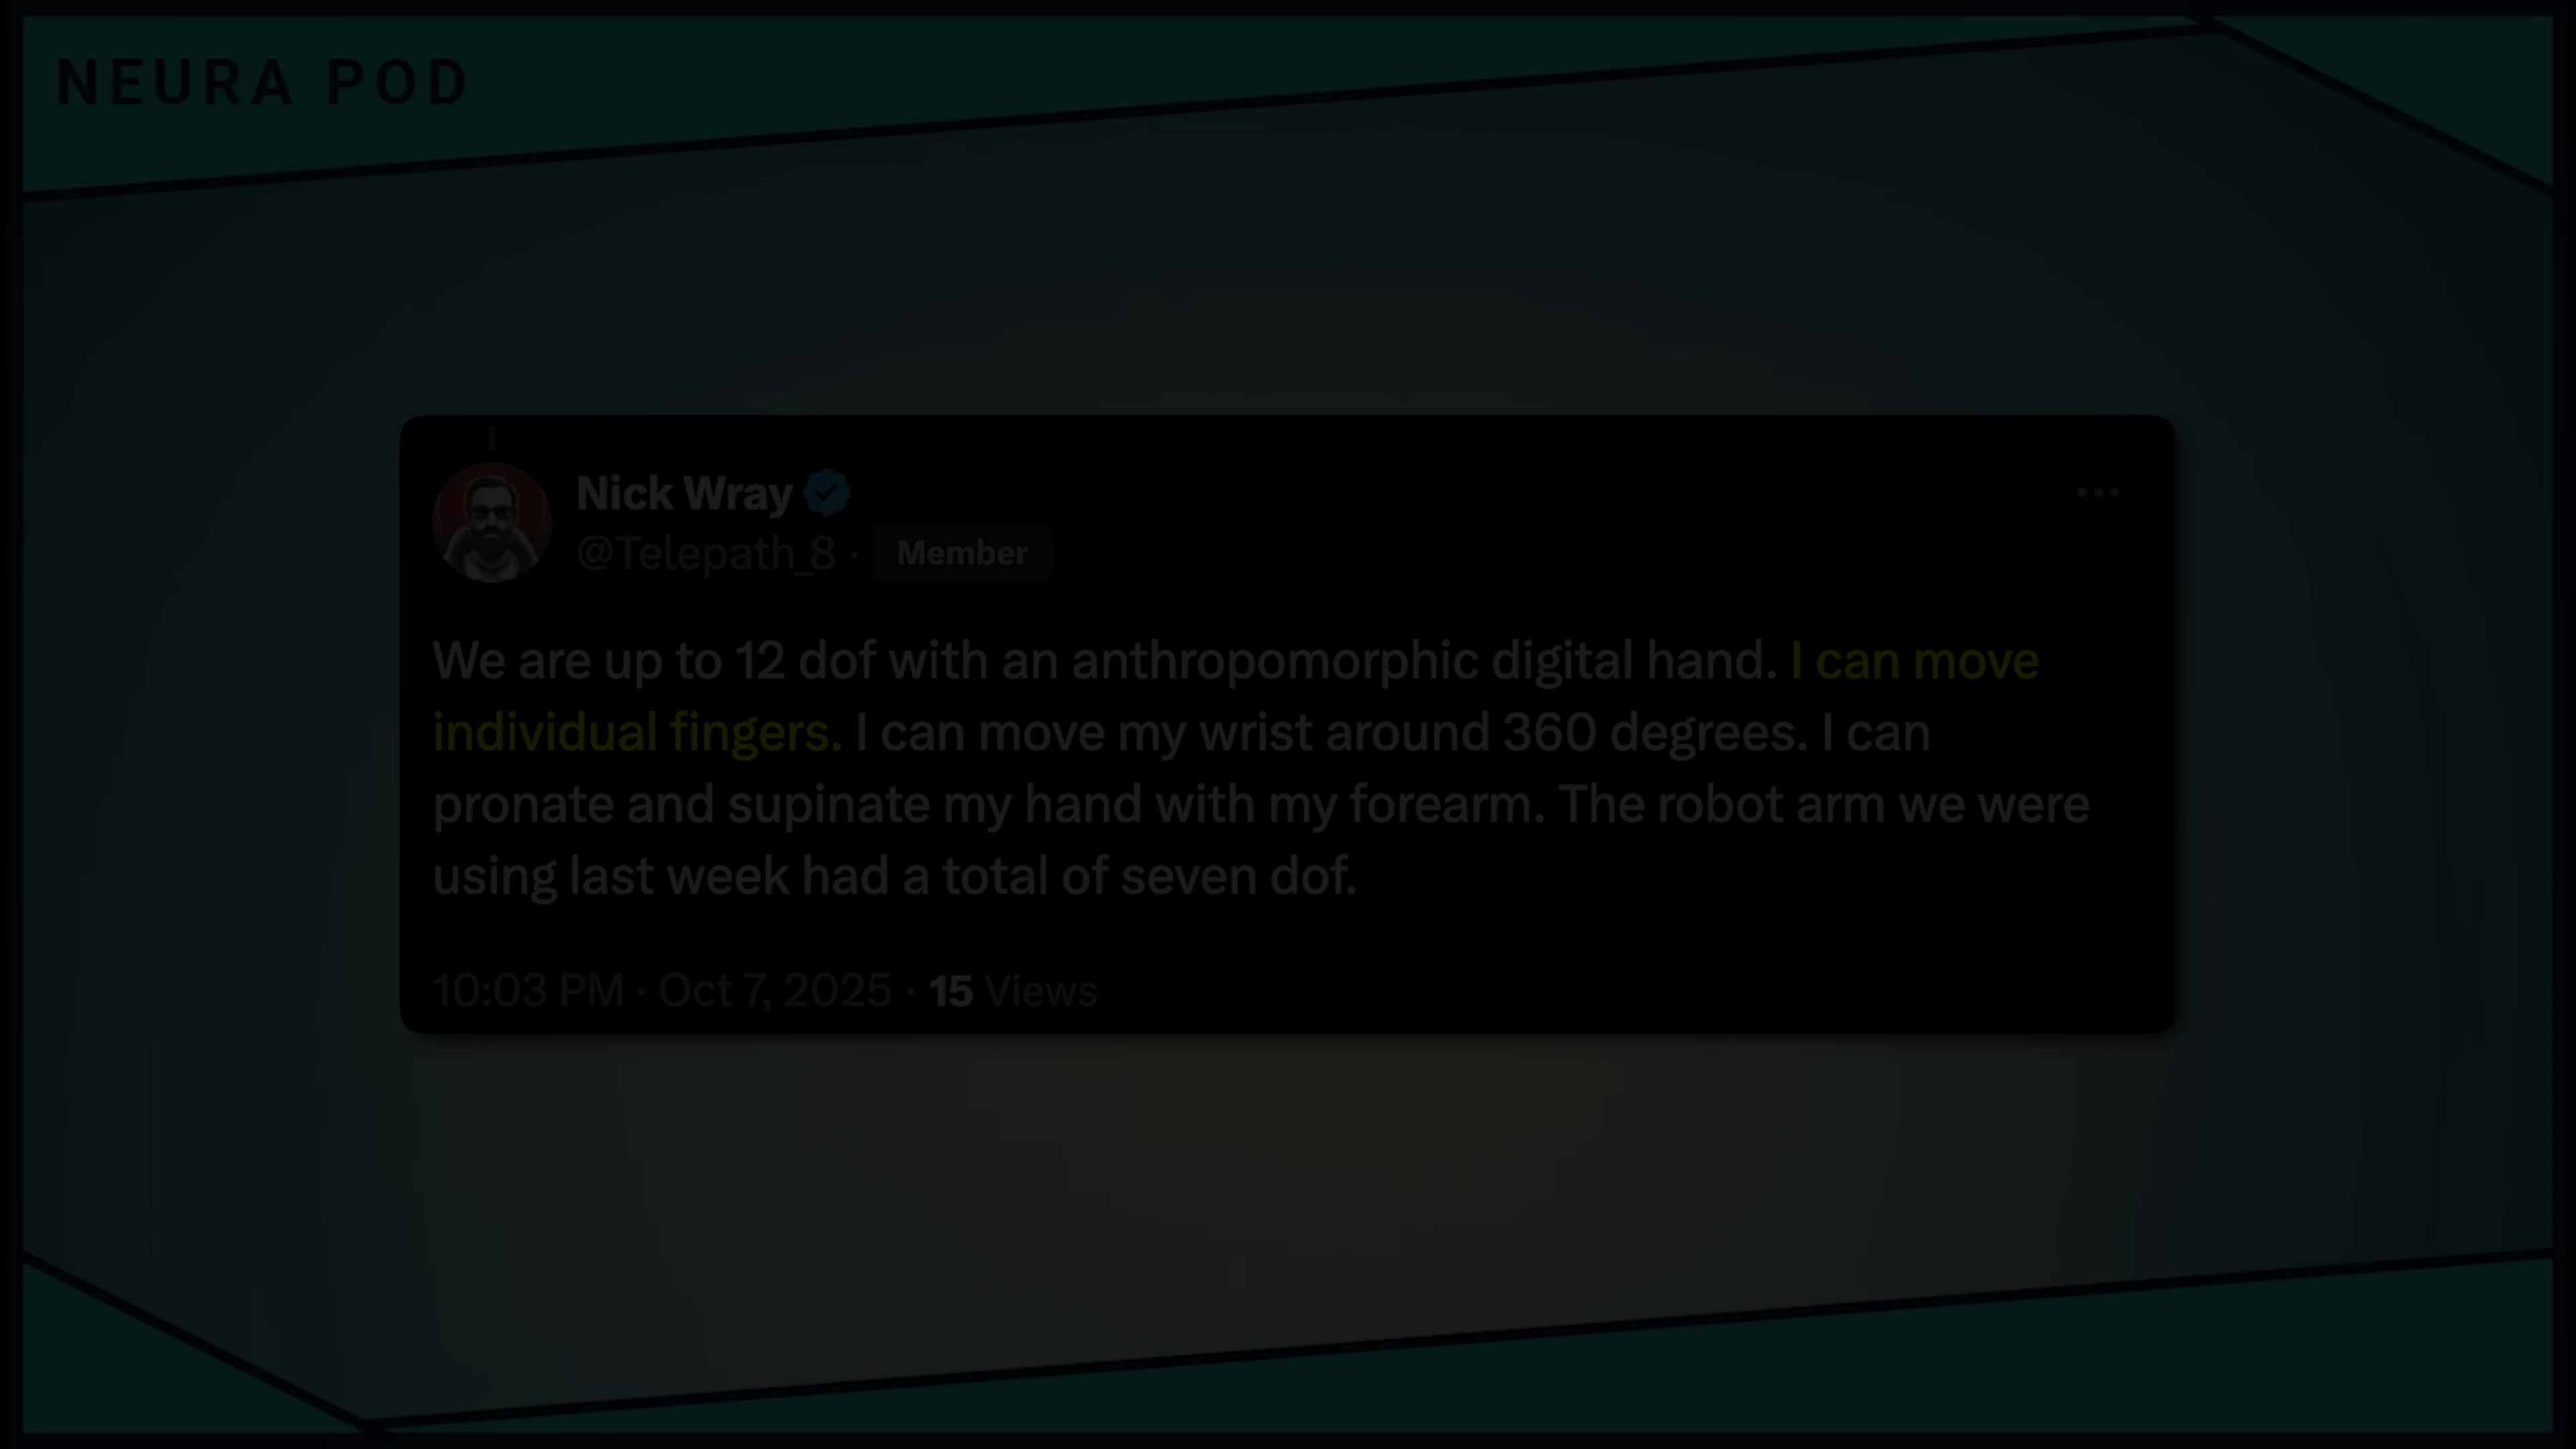 NEURA POD
Nick Wray
@Telepath_8 · Member
We are up to 12 dof with an anthropomorphic digital hand. I can move
individual fingers. I can move my wrist around 360 degrees. I can
pronate and supinate my hand with my forearm. The robot arm we were
using last week had a total of seven dof.
10:03 PM · Oct 7, 2025 · 15 Views